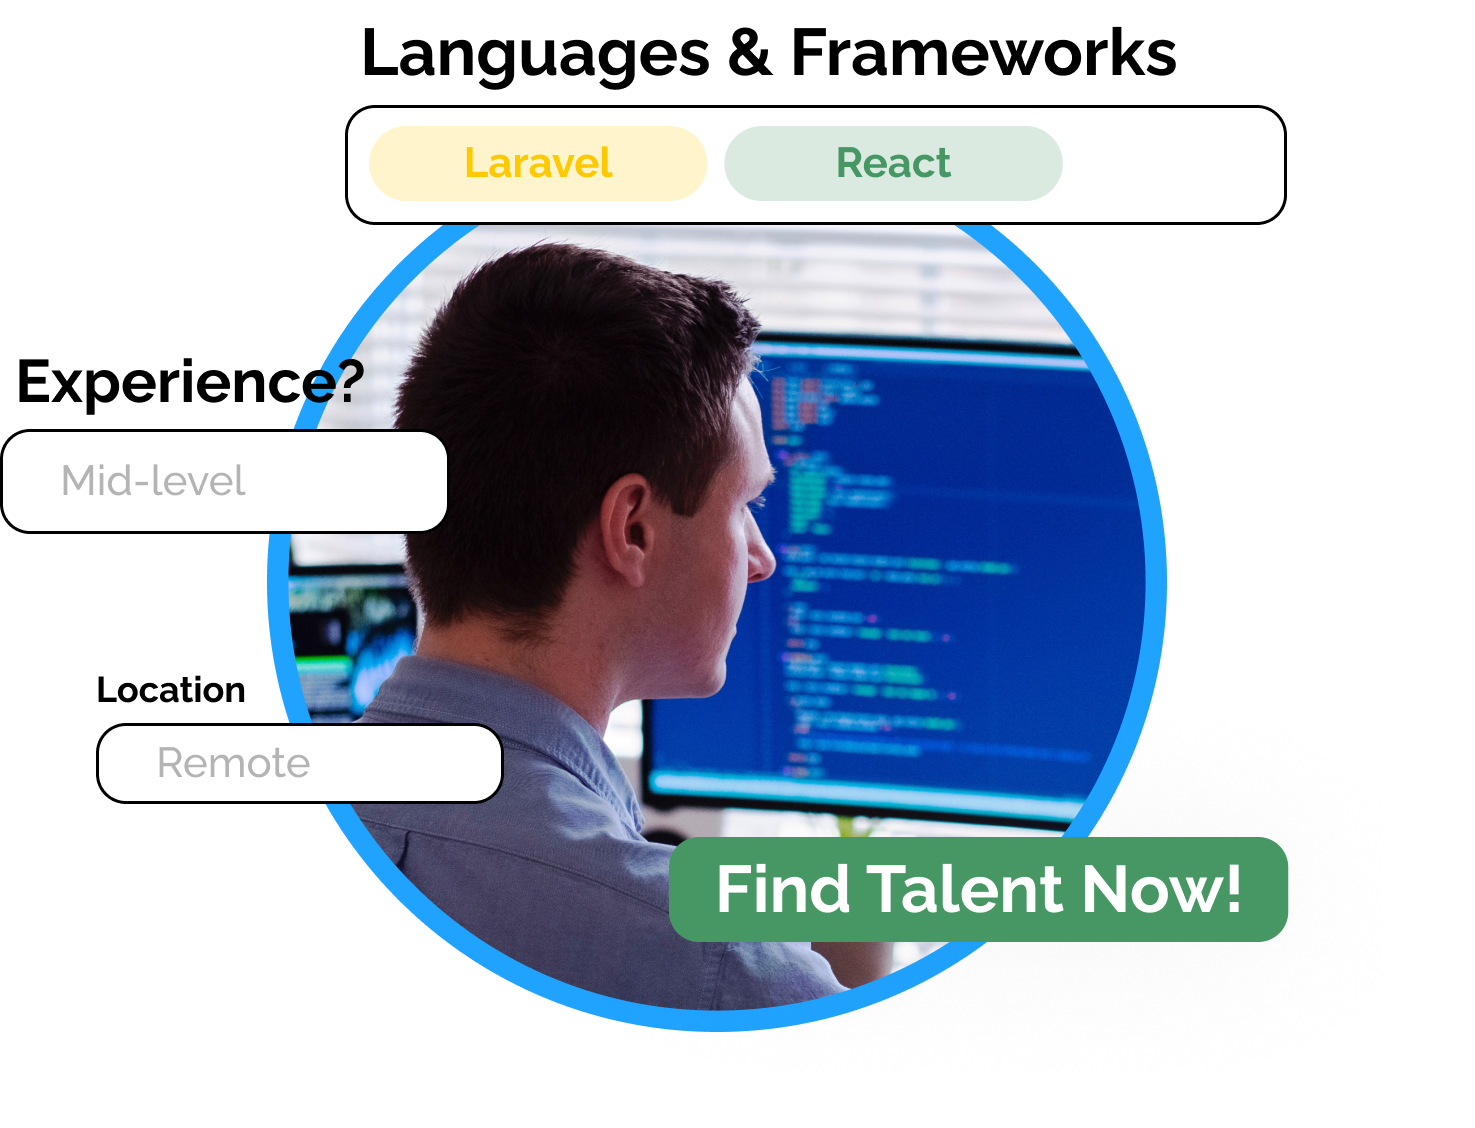 Languages & Frameworks
Laravel React
Experience?
Mid-level
Location
Remote
Find Talent Now!